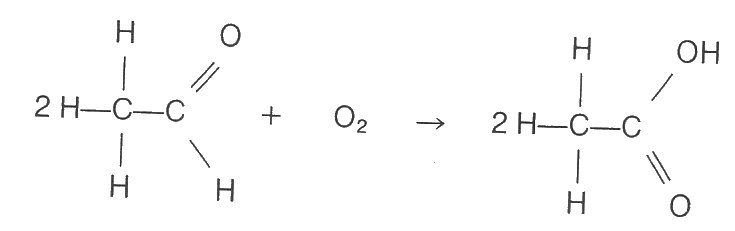 H O H OH
2 H—C—C + O₂ → 2 H—C—C
H H H O